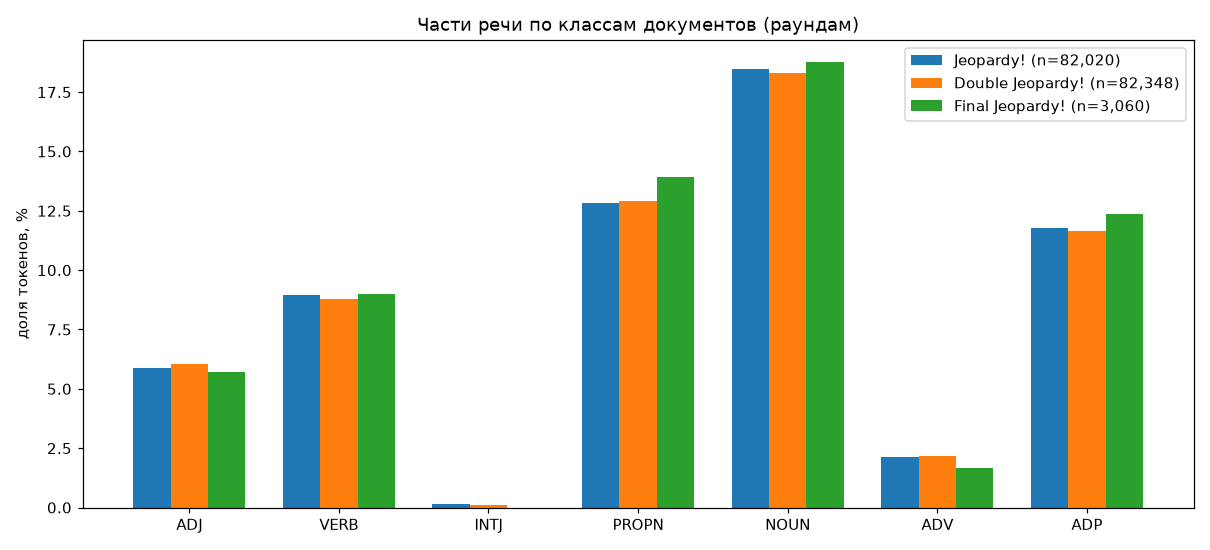 Части речи по классам документов (раундам)
Jeopardy! (n=82,020)
Double Jeopardy! (n=82,348)
Final Jeopardy! (n=3,060)
доля токенов, %
17.5
15.0
12.5
10.0
7.5
5.0
2.5
0.0
ADJ VERB INTJ PROPN NOUN ADV ADP